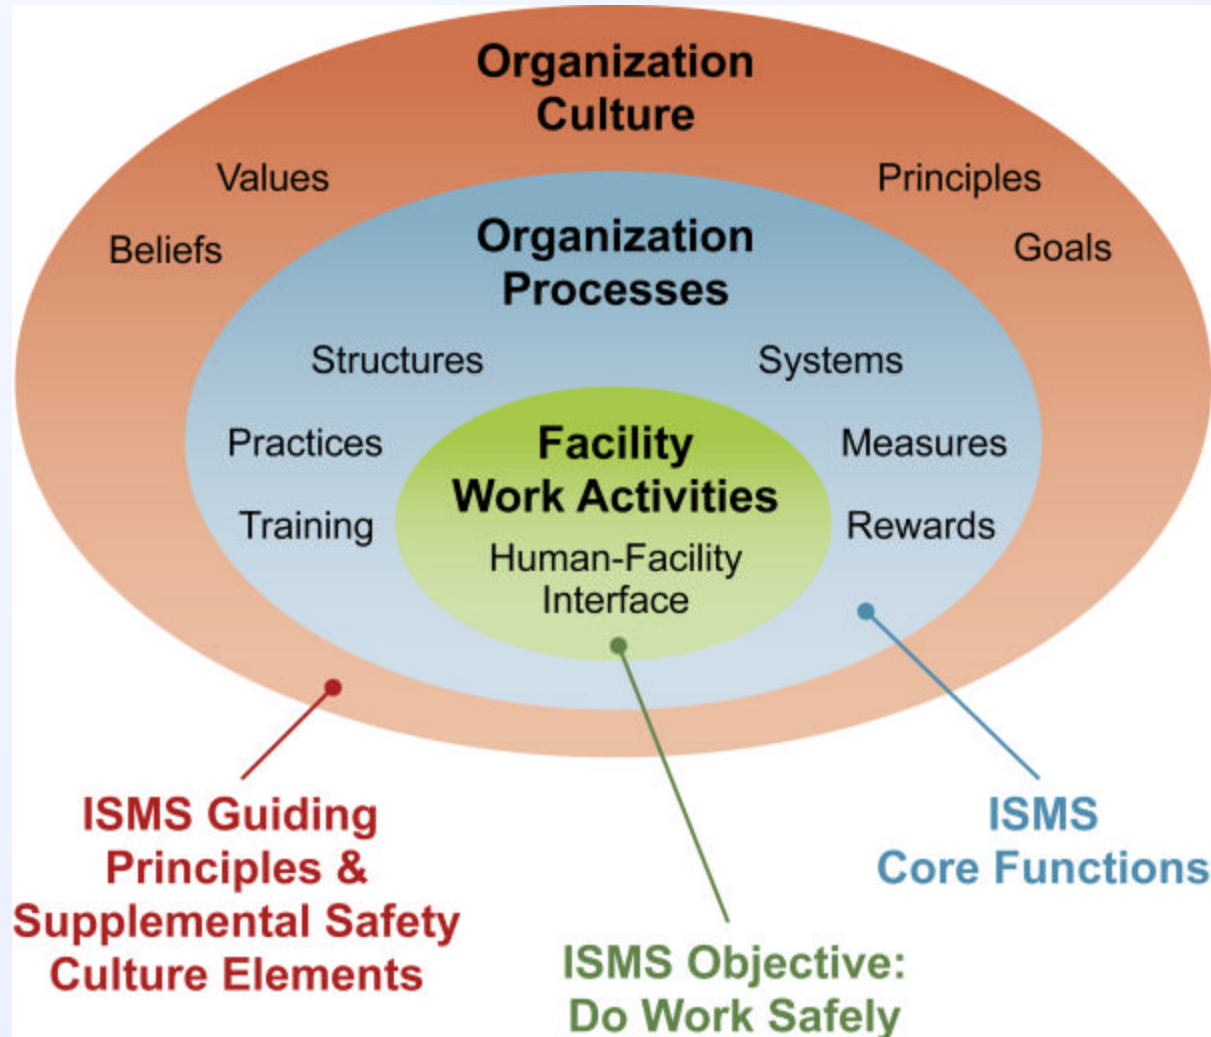 Organization
Culture
Values
Principles
Beliefs
Goals
Organization
Processes
Structures
Systems
Practices
Measures
Training
Rewards
Facility
Work Activities
Human-Facility
Interface
ISMS Guiding
Principles &
Supplemental Safety
Culture Elements
ISMS Objective:
Do Work Safely
ISMS
Core Functions